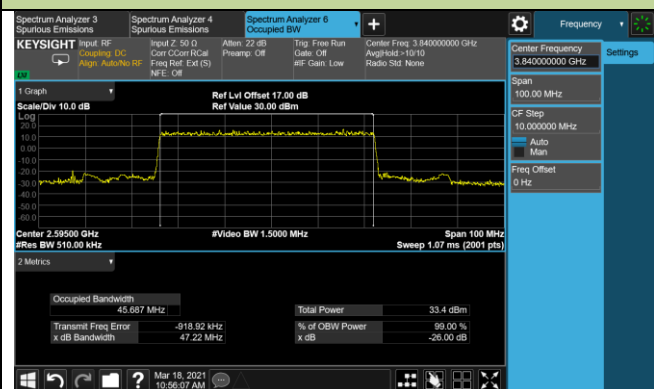 Spectrum Analyzer 3
Spurious Emissions
Spectrum Analyzer 4
Spurious Emissions
Spectrum Analyzer 6
Occupied BW
Frequency
KEYSIGHT
Input: RF
Coupling: DC
Align: Auto/No RF
Input Z: 50 Ω
Corr CCorr RCal
Freq Ref: Ext (S)
NFE: Off
Atten: 22 dB
Preamp: Off
Trig: Free Run
Gate: Off
#IF Gain: Low
Center Freq: 3.840000000 GHz
Avg|Hold:>10/10
Radio Std: None
LXI
1 Graph
Scale/Div 10.0 dB
Ref Lvl Offset 17.00 dB
Ref Value 30.00 dBm
Log
20.0
10.0
0.00
-10.0
-20.0
-30.0
-40.0
-50.0
-60.0
Center 2.59500 GHz
#Res BW 510.00 kHz
#Video BW 1.5000 MHz
Span 100 MHz
Sweep 1.07 ms (2001 pts)
2 Metrics
Occupied Bandwidth
45.687 MHz
Transmit Freq Error -918.92 kHz
x dB Bandwidth 47.22 MHz
Total Power 33.4 dBm
% of OBW Power 99.00 %
x dB -26.00 dB
Center Frequency
3.840000000 GHz
Span
100.00 MHz
CF Step
10.000000 MHz
Auto
Man
Freq Offset
0 Hz
Settings
Mar 18, 2021
10:56:07 AM